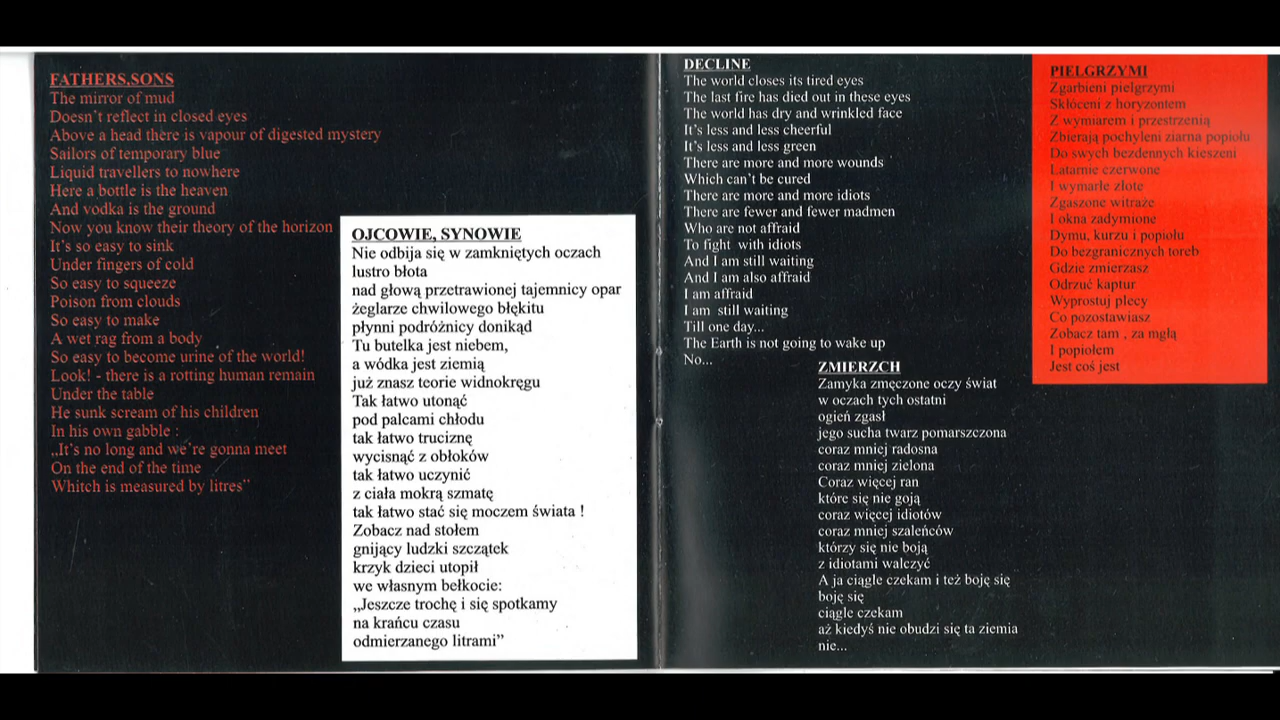 FATHERS,SONS
The mirror of mud
Doesn't reflect in closed eyes
Above a head there is vapour of digested mystery
Sailors of temporary blue
Liquid travellers to nowhere
Here a bottle is the heaven
And vodka is the ground
Now you know their theory of the horizon
It's so easy to sink
Under fingers of cold
So easy to squeeze
Poison from clouds
So easy to make
A wet rag from a body
So easy to become urine of the world!
Look! - there is a rotting human remain
Under the table
He sunk scream of his children
In his own gabble :
„It's no long and we're gonna meet
On the end of the time
Whitch is measured by litres”
OJCOWIE, SYNOWIE
Nie odbija się w zamkniętych oczach
lustro błota
nad głową przetrawionej tajemnicy opar
żeglarze chwilowego błękitu
płynni podróżnicy donikąd
Tu butelka jest niebem,
a wódka jest ziemią
już znasz teorie widnokręgu
Tak łatwo utonąć
pod palcami chłodu
tak łatwo truciznę
wycisnąć z obłoków
tak łatwo uczynić
z ciała mokrą szmatę
tak łatwo stać się moczem świata !
Zobacz nad stołem
gnijący ludzki szczątek
krzyk dzieci utopił
we własnym bełkocie:
„Jeszcze trochę i się spotkamy
na krańcu czasu
odmierzanego litrami”
DECLINE
The world closes its tired eyes
The last fire has died out in these eyes
The world has dry and wrinkled face
It's less and less cheerful
It's less and less green
There are more and more wounds
Which can't be cured
There are more and more idiots
There are fewer and fewer madmen
Who are not affraid
To fight with idiots
And I am still waiting
And I am also affraid
I am affraid
I am still waiting
Till one day...
The Earth is not going to wake up
No...
ZMIERZCH
Zamyka zmęczone oczy świat
w oczach tych ostatni
ogień zgasł
jego sucha twarz pomarszczona
coraz mniej radosna
coraz mniej zielona
Coraz więcej ran
które się nie goją
coraz więcej idiotów
coraz mniej szaleńców
którzy się nie boją
z idiotami walczyć
A ja ciągle czekam i też boję się
boję się
ciągle czekam
aż kiedyś nie obudzi się ta ziemia
nie...
PIELGRZYMI
Zgarbieni pielgrzymi
Skłóceni z horyzontem
Z wymiarem i przestrzenią
Zbierają pochyleni ziarna popiołu
Do swych bezdennych kieszeni
Latarnie czerwone
I wymarłe złote
Zgaszone witraże
I okna zadymione
Dymu, kurzu i popiołu
Do bezgranicznych toreb
Gdzie zmierzasz
Odrzuć kaptur
Wyprostuj plecy
Co pozostawiasz
Zobacz tam , za mgłą
I popiołem
Jest coś jest